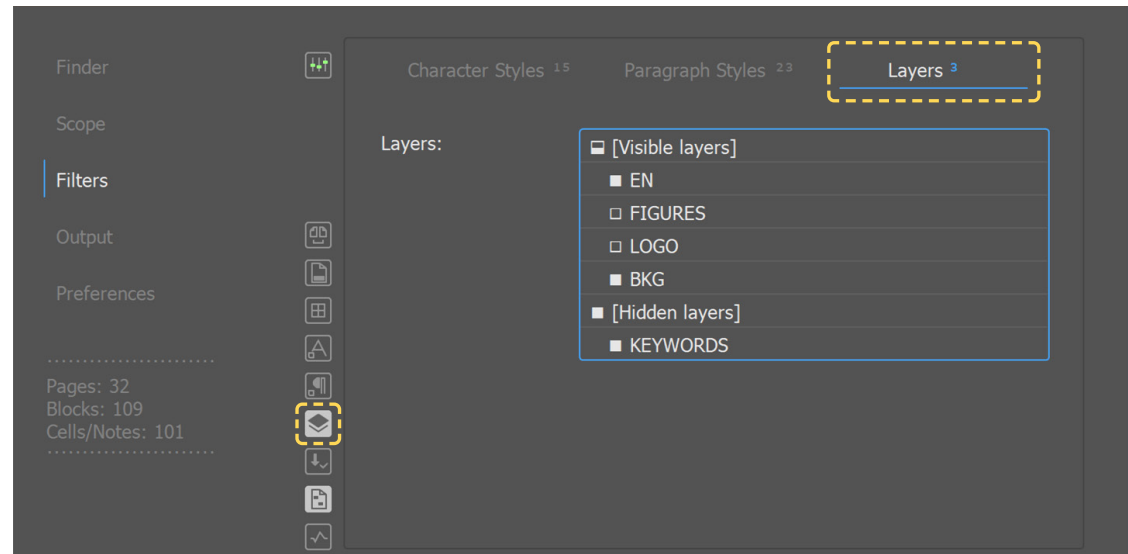 Finder
Scope
Filters
Output
Preferences
Pages: 32
Blocks: 109
Cells/Notes: 101
Character Styles 15
Paragraph Styles 23
Layers 3
Layers:
[Visible layers]
EN
FIGURES
LOGO
BKG
[Hidden layers]
KEYWORDS